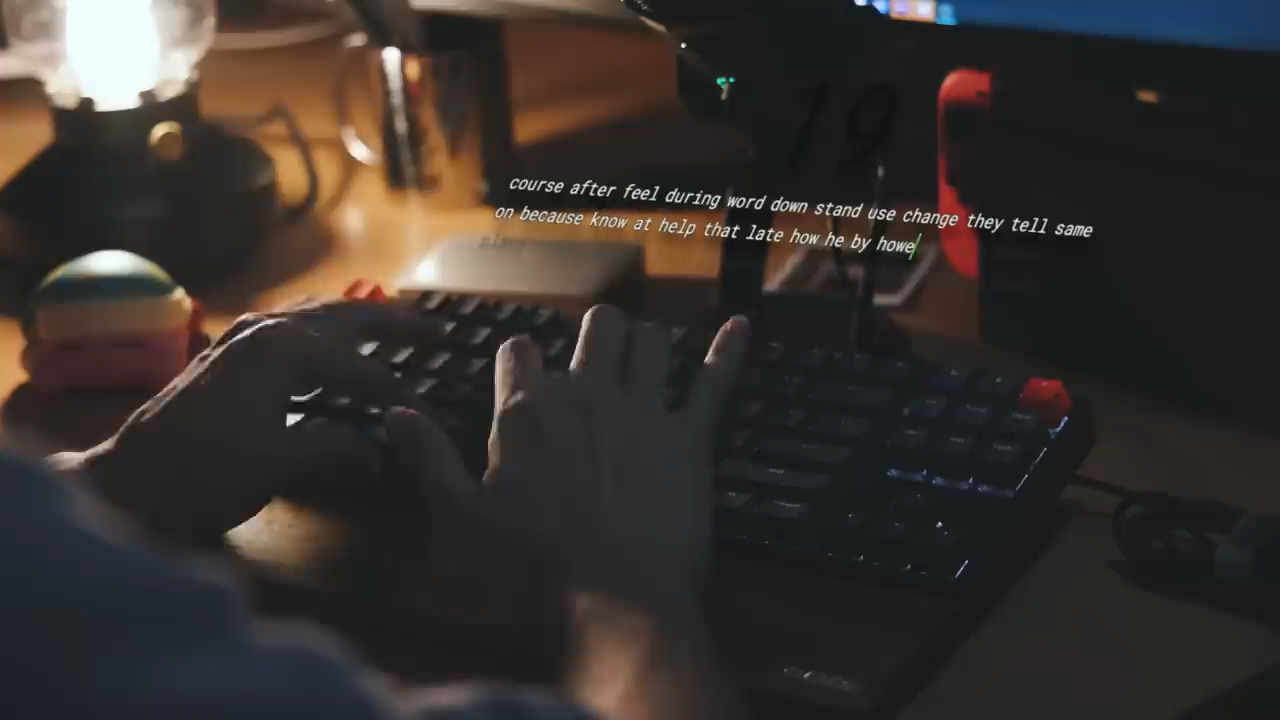 19
course after feel during word down stand use change they tell same
on because know at help that late how he by howe